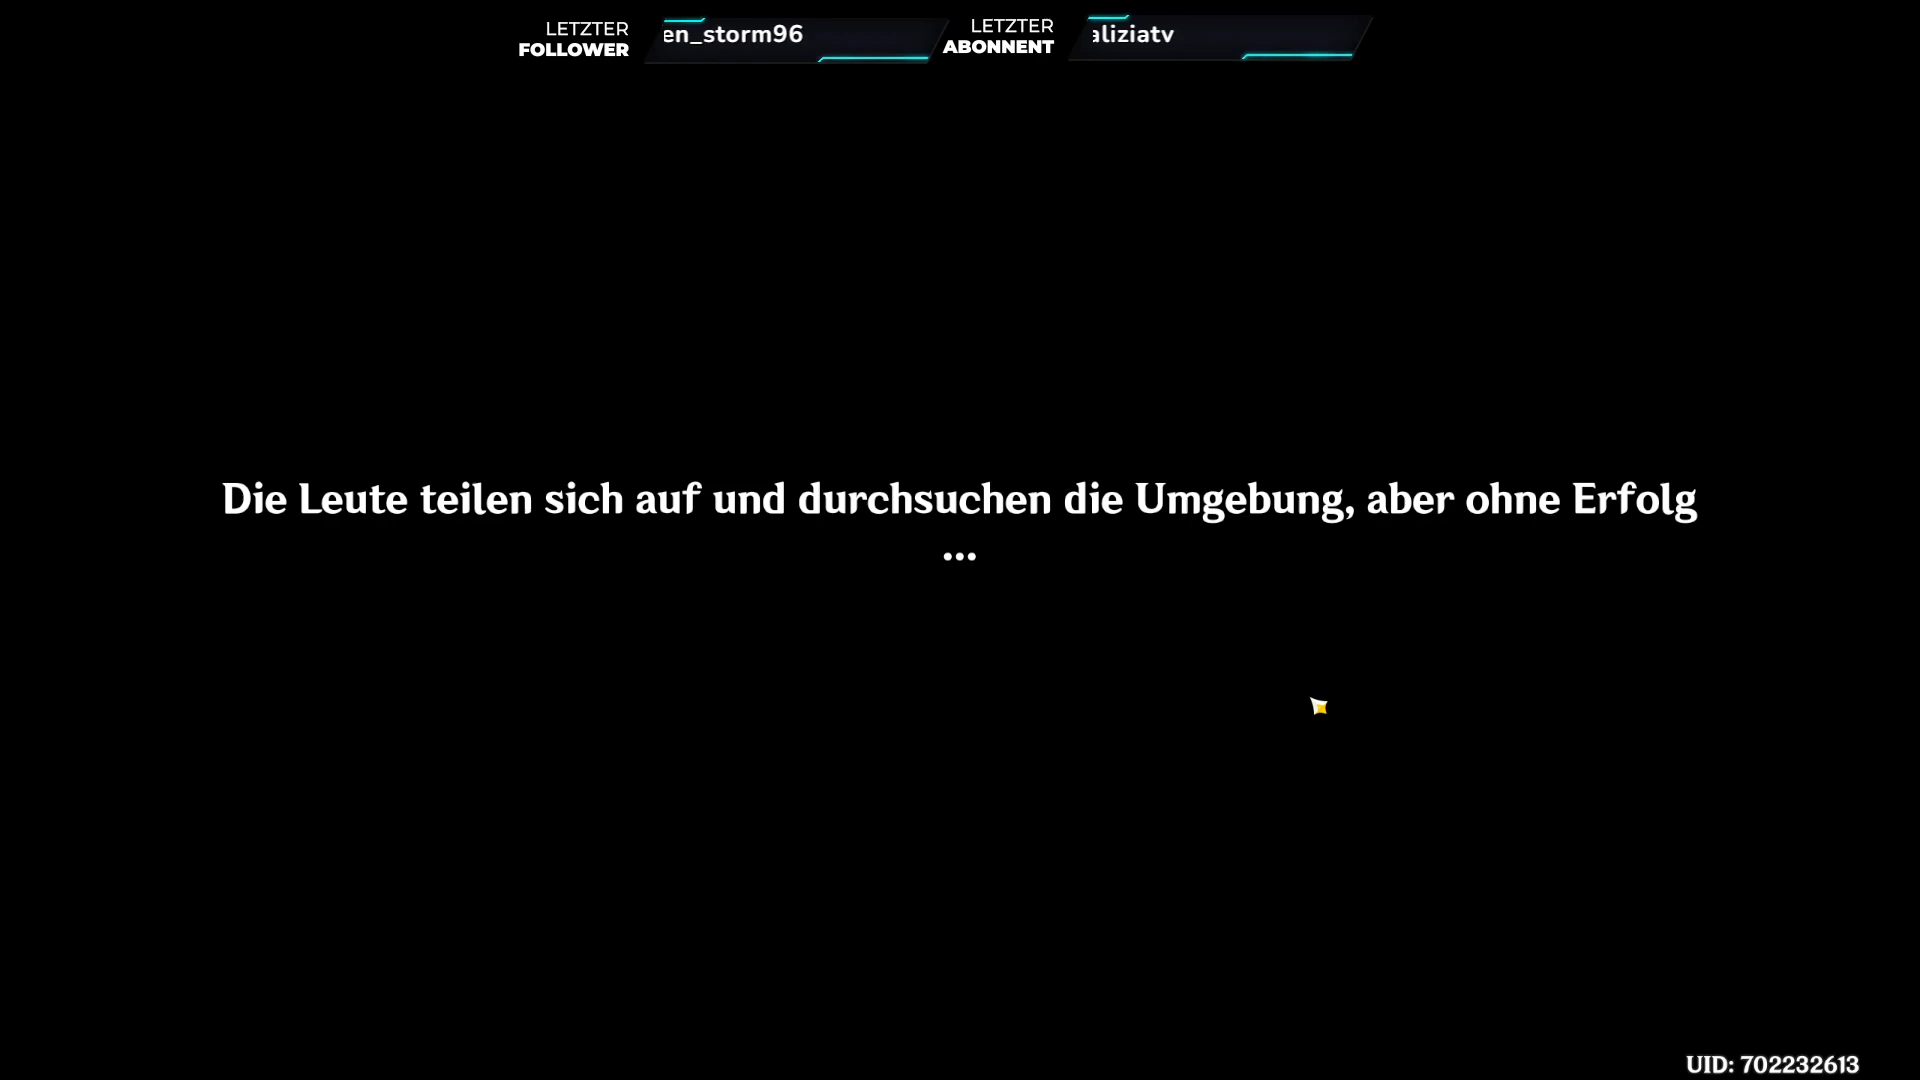 LETZTER
FOLLOWER
en_storm96
LETZTER
ABONNENT
aliziatv
Die Leute teilen sich auf und durchsuchen die Umgebung, aber ohne Erfolg
...
UID: 702232613